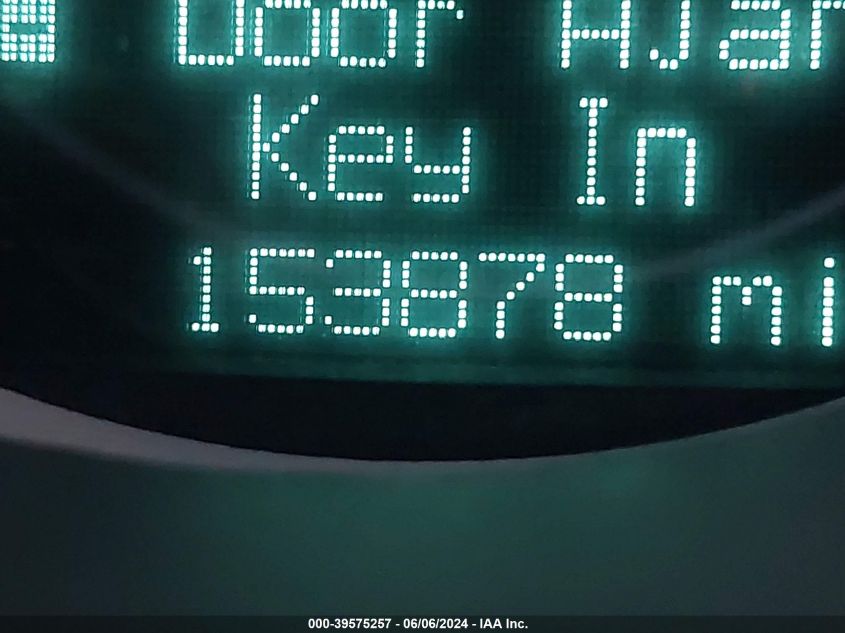 Door Ajar
Key In
153878 mi
000-39575257 - 06/06/2024 - IAA Inc.